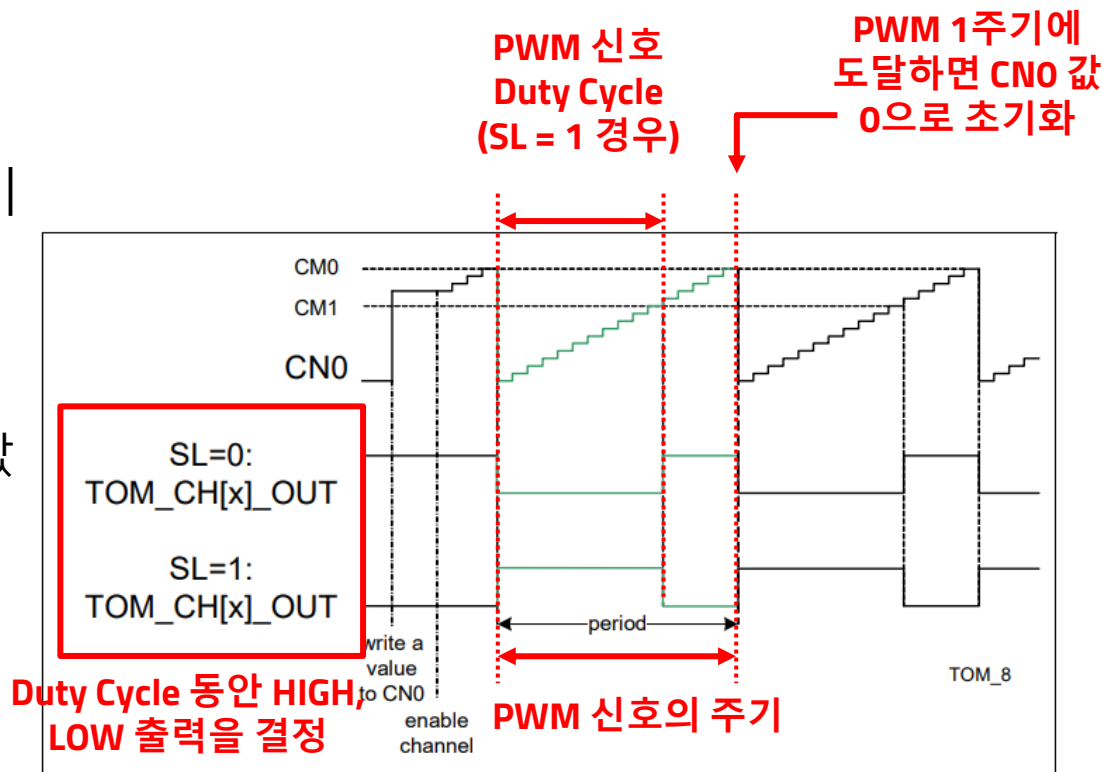 PWM 신호
Duty Cycle
(SL = 1 경우)
PWM 1주기에
도달하면 CN0 값
0으로 초기화
CM0
CM1
CN0
SL=0:
TOM_CH[x]_OUT
SL=1:
TOM_CH[x]_OUT
period
write a
value
to CN0
enable
channel
TOM_8
Duty Cycle 동안 HIGH,
LOW 출력을 결정
PWM 신호의 주기